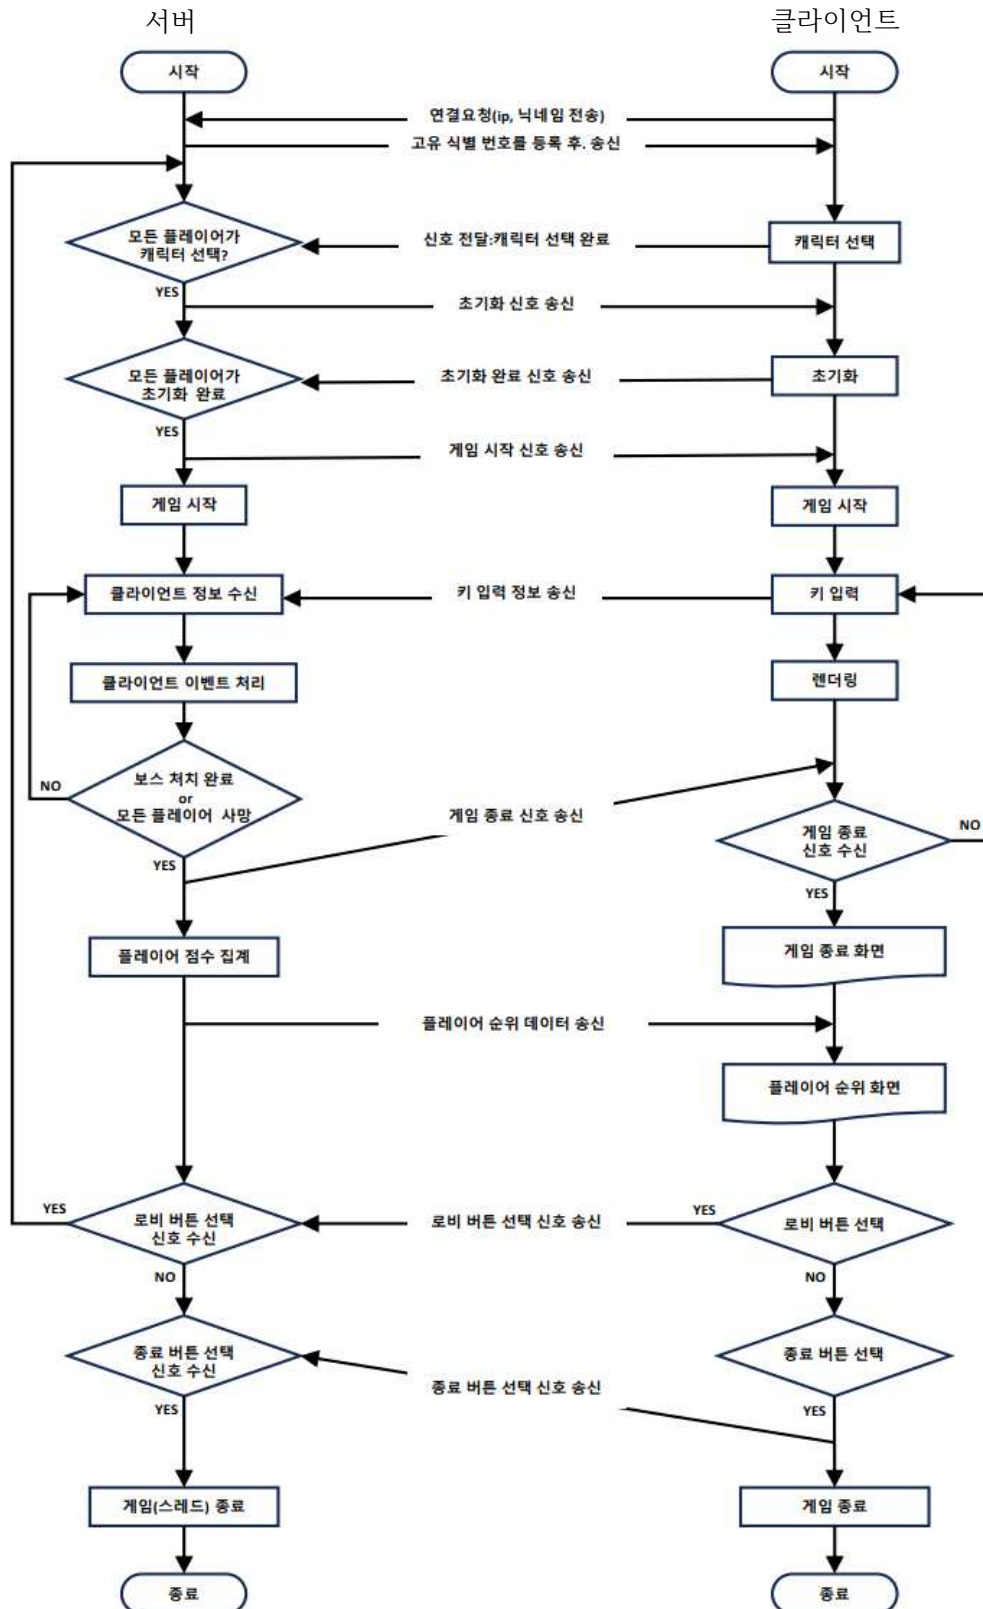 서버
클라이언트
시작
시작
연결요청(ip, 닉네임 전송)
고유 식별 번호를 등록 후. 송신
모든 플레이어가
캐릭터 선택?
신호 전달:캐릭터 선택 완료
캐릭터 선택
YES
초기화 신호 송신
모든 플레이어가
초기화 완료
초기화 완료 신호 송신
초기화
YES
게임 시작 신호 송신
게임 시작
게임 시작
클라이언트 정보 수신
키 입력 정보 송신
키 입력
클라이언트 이벤트 처리
렌더링
보스 처치 완료
or
모든 플레이어 사망
NO
게임 종료 신호 송신
게임 종료
신호 수신
NO
YES
YES
플레이어 점수 집계
게임 종료 화면
플레이어 순위 데이터 송신
플레이어 순위 화면
YES
로비 버튼 선택
신호 수신
로비 버튼 선택 신호 송신
YES
로비 버튼 선택
NO
NO
종료 버튼 선택
신호 수신
종료 버튼 선택
종료 버튼 선택 신호 송신
YES
YES
게임(스레드) 종료
게임 종료
종료
종료